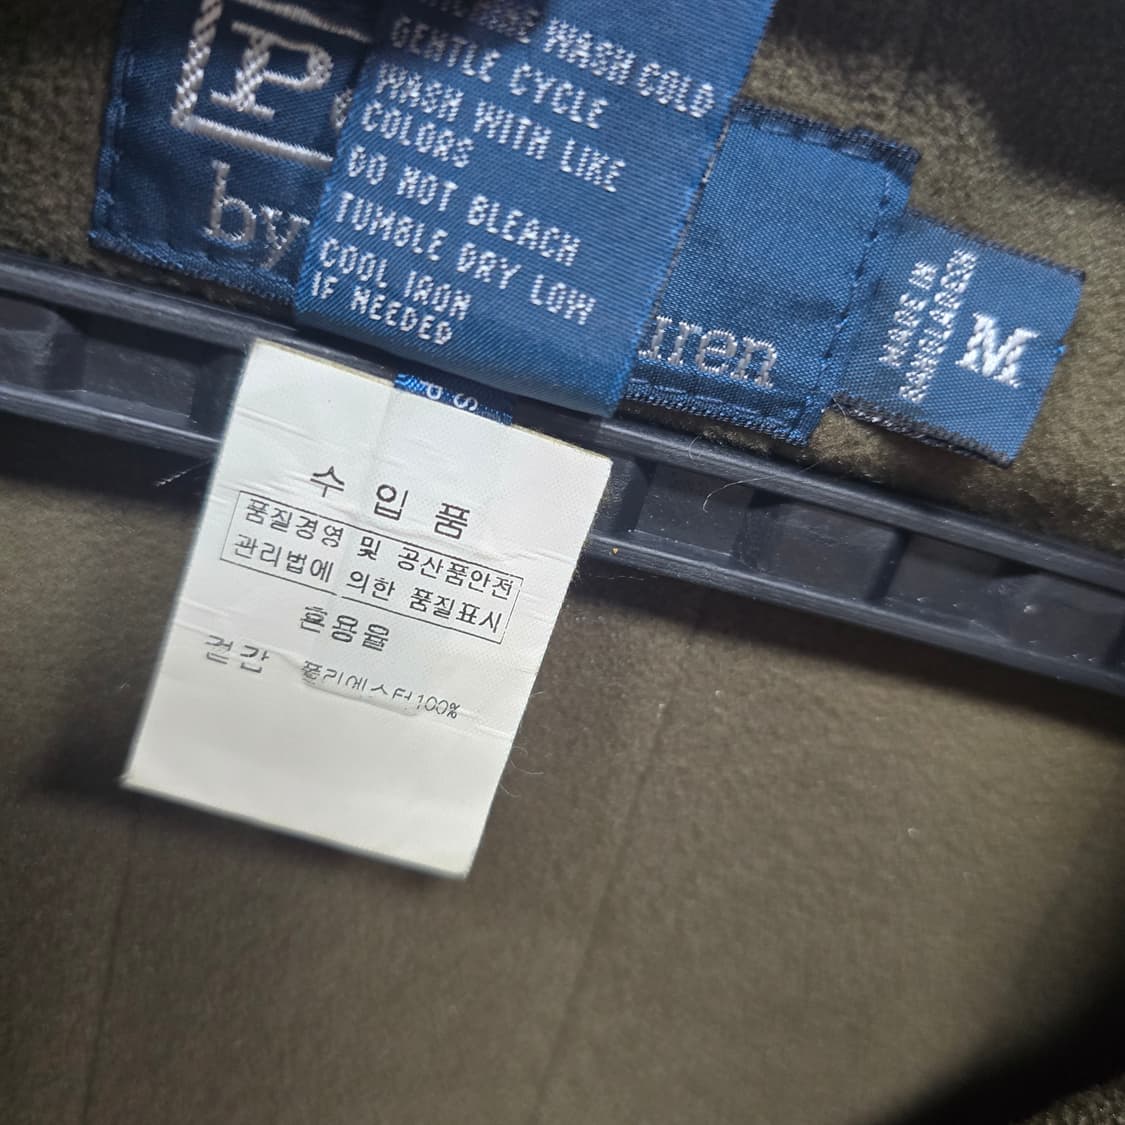 P
by
uren
WASH COLD
GENTLE CYCLE
WASH WITH LIKE
COLORS
DO NOT BLEACH
TUMBLE DRY LOW
COOL IRON
IF NEEDED
MADE IN
M
수 입 품
품질경영 및 공산품안전
관리법에 의한 품질표시
혼용율
겉감 폴리에스터100%